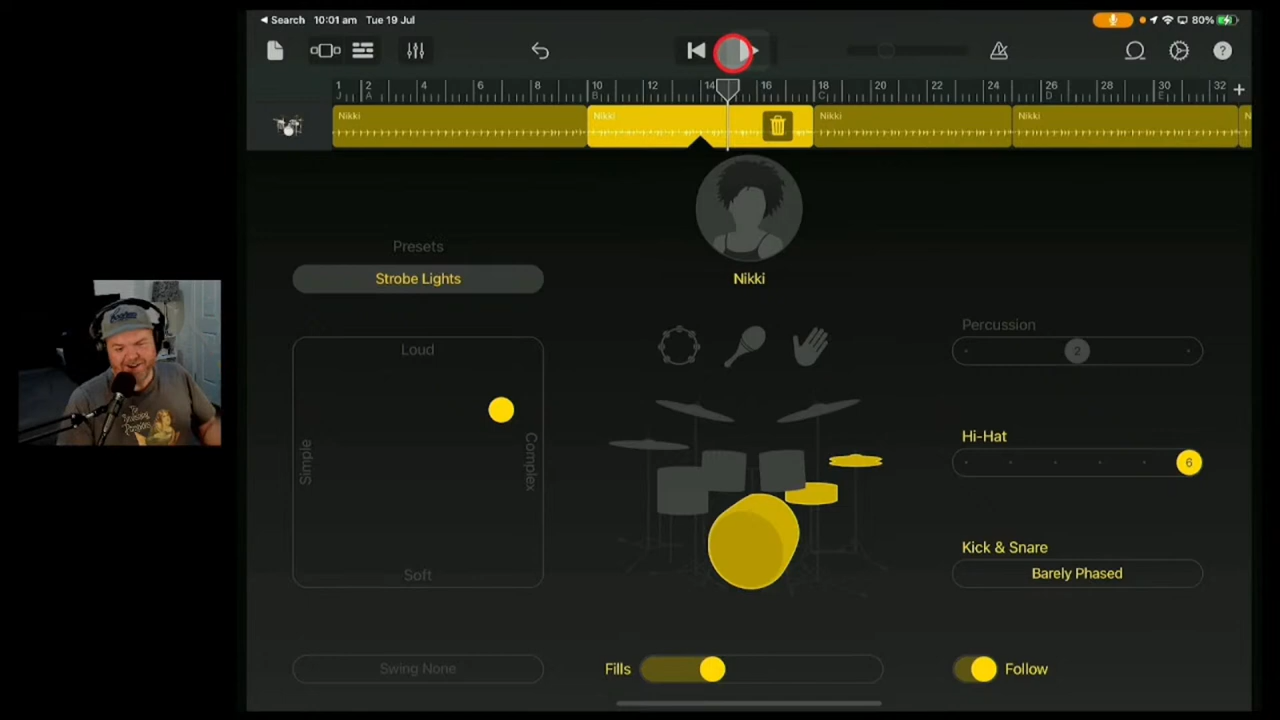 Search 10:01 am Tue 19 Jul 80%
?
1 2 4 6 8 10 12 14 16 18 20 22 24 26 28 30 32 +
J A B C D E
Nikki Nikki Nikki Nikki N
Presets
Strobe Lights
Nikki
Loud
Simple
Complex
Soft
Percussion
2
Hi-Hat
6
Kick & Snare
Barely Phased
Swing None
Fills
Follow